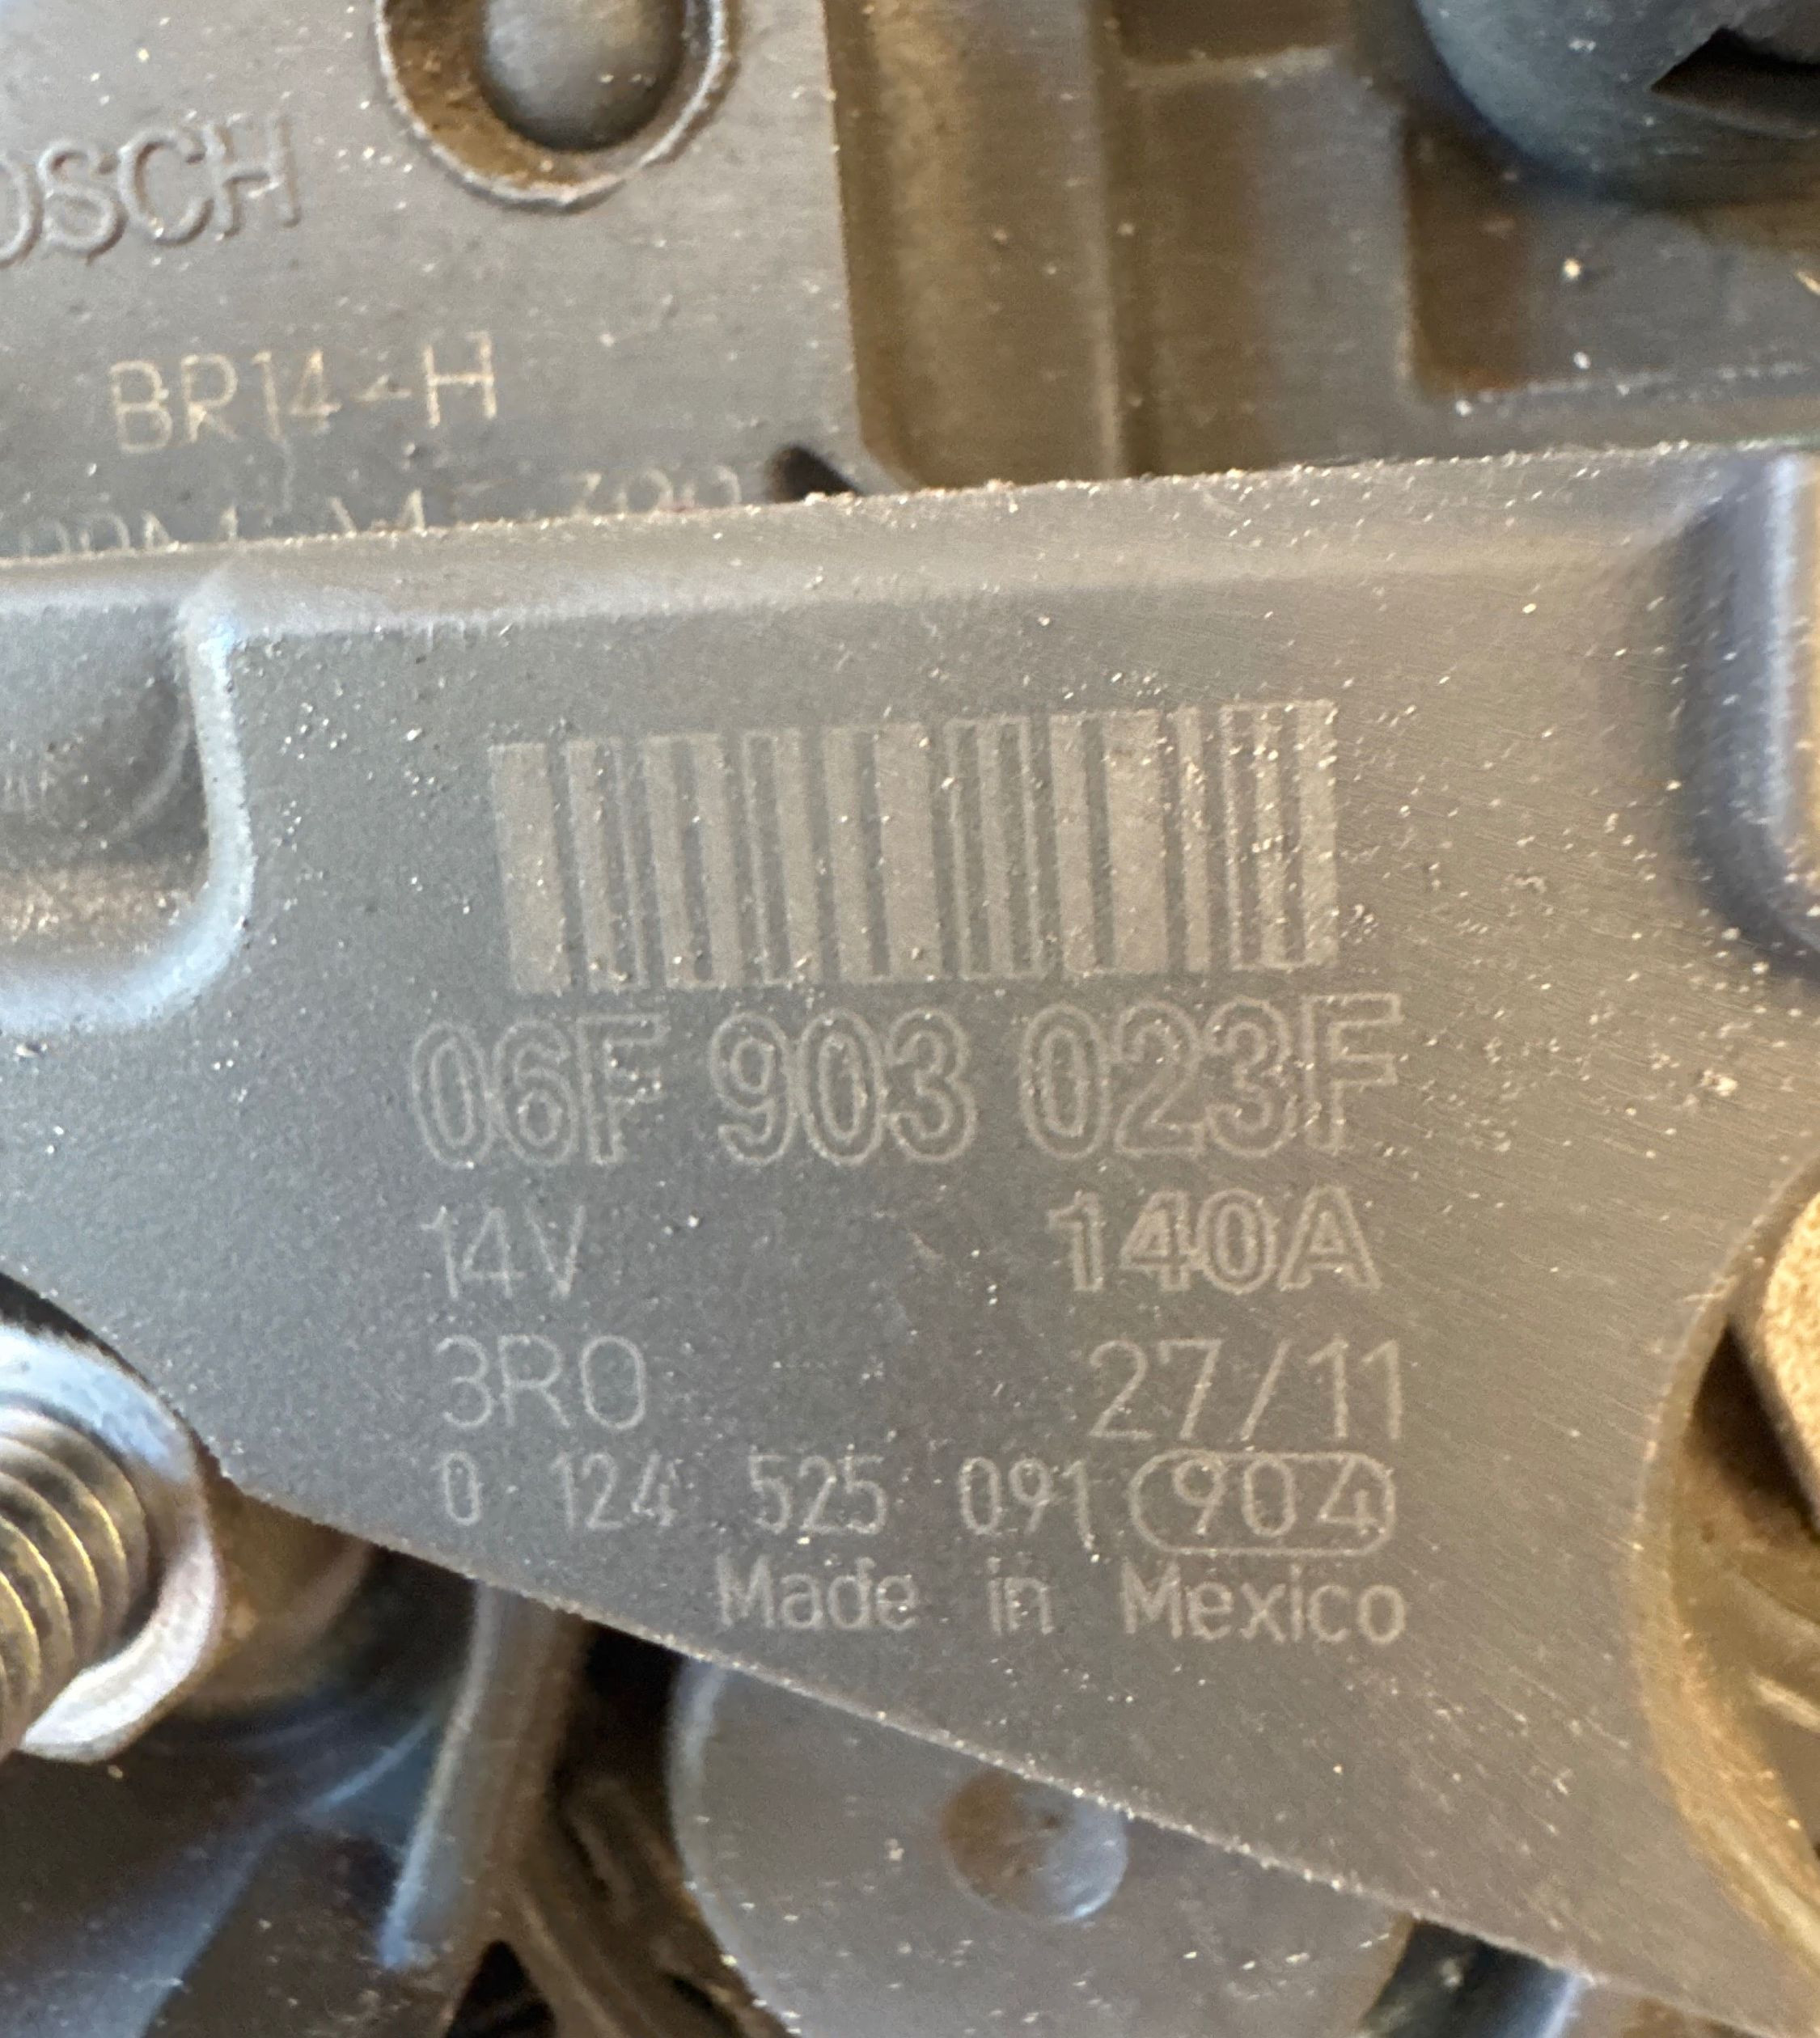 OSCH
BR14-H
06F 903 023F
14V 140A
3R0 27/11
0 124 525 091 904
Made in Mexico